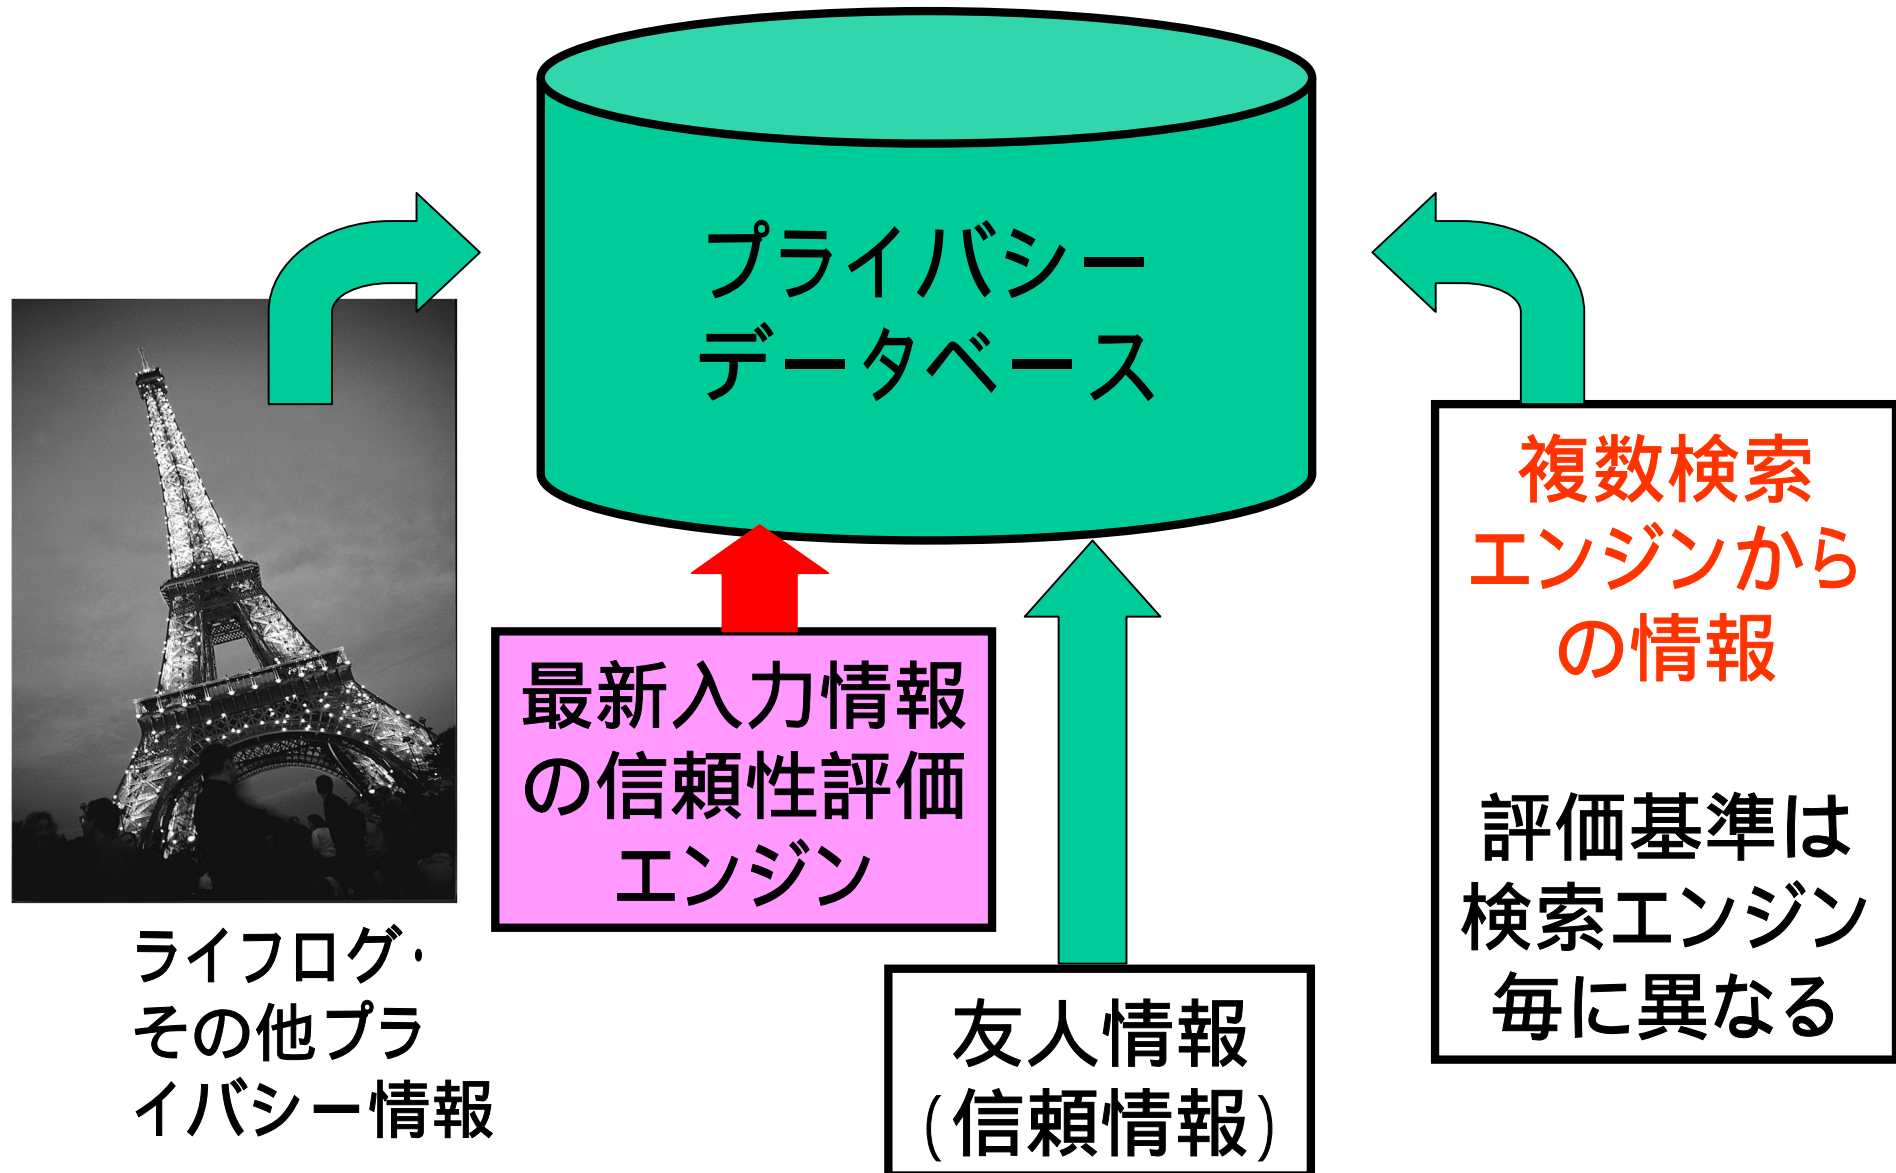 プライバシー
データベース
複数検索
エンジンから
の情報
評価基準は
検索エンジン
毎に異なる
最新入力情報
の信頼性評価
エンジン
ライフログ・
その他プラ
イバシー情報
友人情報
(信頼情報)